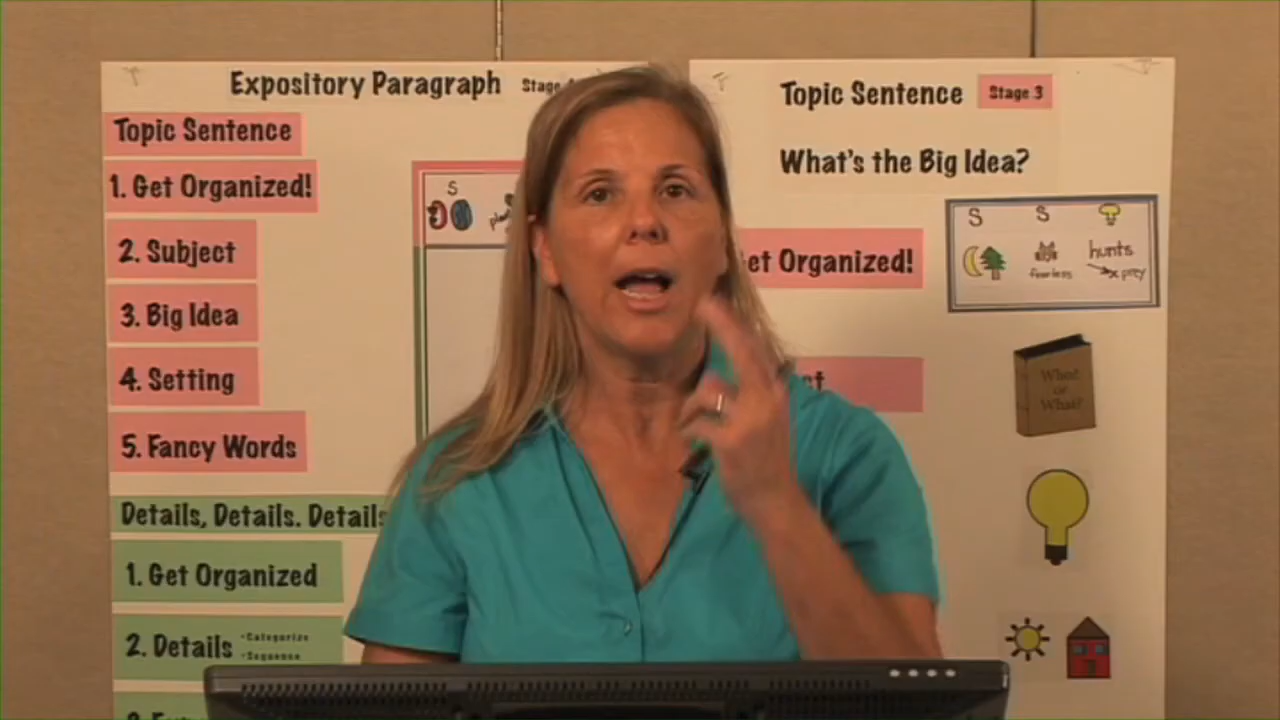 Expository Paragraph
Topic Sentence
1. Get Organized!
2. Subject
3. Big Idea
4. Setting
5. Fancy Words
Details, Details. Details
1. Get Organized
2. Details
• Categorize
• Sequence
S
Topic Sentence
Stage 3
What's the Big Idea?
et Organized!
S S
hunts
fearless
prey
What
or
What?